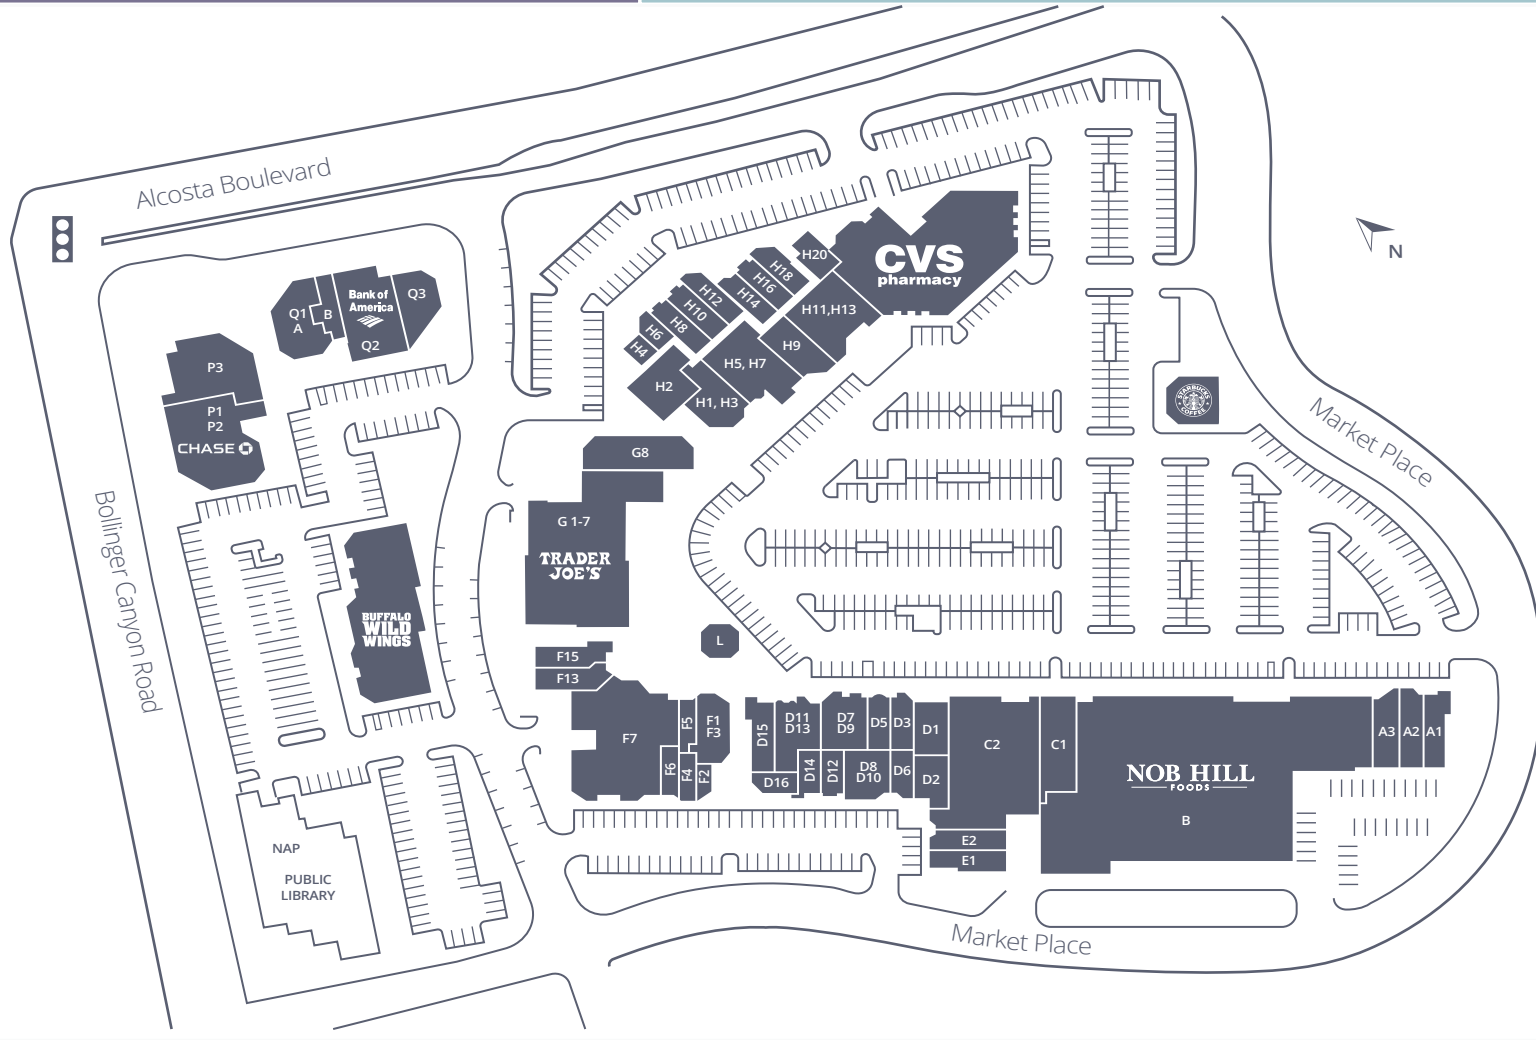 Alcosta Boulevard
N
Q1
A
B
Bank of
America
Q2
Q3
P3
P1
P2
CHASE
Bollinger Canyon Road
BUFFALO
WILD
WINGS
NAP
PUBLIC
LIBRARY
CVS
pharmacy
H20
H18
H16
H14
H12
H10
H8
H6
H4
H11,H13
H9
H5, H7
H2
H1, H3
STARBUCKS
COFFEE
Market Place
G8
G 1-7
TRADER
JOE'S
L
F15
F13
F7
F5
F1
F3
F6
F4
F2
D15
D11
D13
D7
D9
D5
D3
D1
D16
D14
D12
D8
D10
D6
D2
C2
C1
E2
E1
NOB HILL
FOODS
B
A3
A2
A1
Market Place